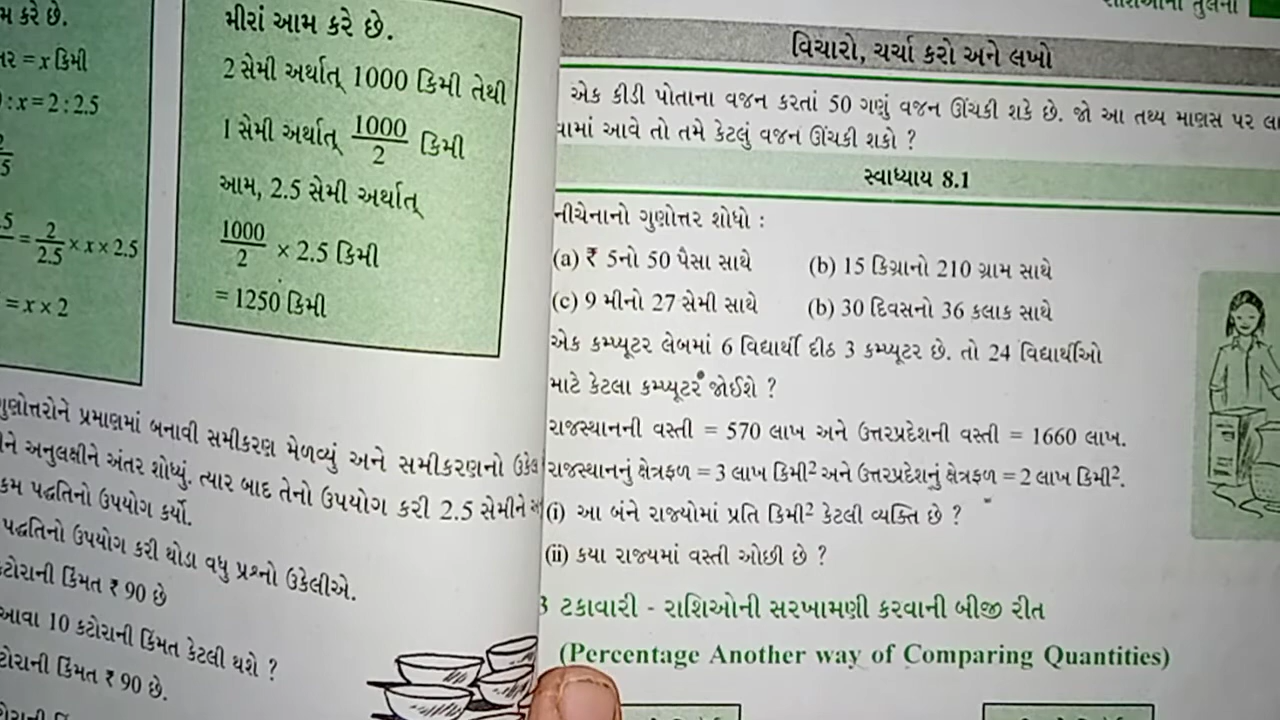 મ કરે છે.
તર = x કિમી
: x = 2 : 2.5
5
5 = 2/2.5 × x × 2.5
= x × 2
મીરાં આમ કરે છે.
2 સેમી અર્થાત્ 1000 કિમી તેથી
1 સેમી અર્થાત્ 1000/2 કિમી
આમ, 2.5 સેમી અર્થાત્
1000/2 × 2.5 કિમી
= 1250 કિમી
ગુણોત્તરોને પ્રમાણમાં બનાવી સમીકરણ મેળવ્યું અને સમીકરણનો ઉકેલ
ને અનુલક્ષીને અંતર શોધ્યું. ત્યાર બાદ તેનો ઉપયોગ કરી 2.5 સેમીને
કમ પદ્ધતિનો ઉપયોગ કર્યો.
પદ્ધતિનો ઉપયોગ કરી થોડા વધુ પ્રશ્નો ઉકેલીએ.
કટોરાની કિંમત ₹ 90 છે
આવા 10 કટોરાની કિંમત કેટલી થશે ?
ટોરાની કિંમત ₹ 90 છે.
રાશિઓની તુલના
વિચારો, ચર્ચા કરો અને લખો
એક કીડી પોતાના વજન કરતાં 50 ગણું વજન ઊંચકી શકે છે. જો આ તથ્ય માણસ પર લા
વામાં આવે તો તમે કેટલું વજન ઊંચકી શકો ?
સ્વાધ્યાય 8.1
નીચેનાનો ગુણોત્તર શોધો :
(a) ₹ 5નો 50 પૈસા સાથે (b) 15 કિગ્રાનો 210 ગ્રામ સાથે
(c) 9 મીનો 27 સેમી સાથે (b) 30 દિવસનો 36 કલાક સાથે
એક કમ્પ્યૂટર લેબમાં 6 વિદ્યાર્થી દીઠ 3 કમ્પ્યૂટર છે. તો 24 વિદ્યાર્થીઓ
માટે કેટલા કમ્પ્યૂટર જોઈશે ?
રાજસ્થાનની વસ્તી = 570 લાખ અને ઉત્તરપ્રદેશની વસ્તી = 1660 લાખ.
રાજસ્થાનનું ક્ષેત્રફળ = 3 લાખ કિમી² અને ઉત્તરપ્રદેશનું ક્ષેત્રફળ = 2 લાખ કિમી².
(i) આ બંને રાજ્યોમાં પ્રતિ કિમી² કેટલી વ્યક્તિ છે ?
(ii) કયા રાજ્યમાં વસ્તી ઓછી છે ?
3 ટકાવારી - રાશિઓની સરખામણી કરવાની બીજી રીત
(Percentage Another way of Comparing Quantities)